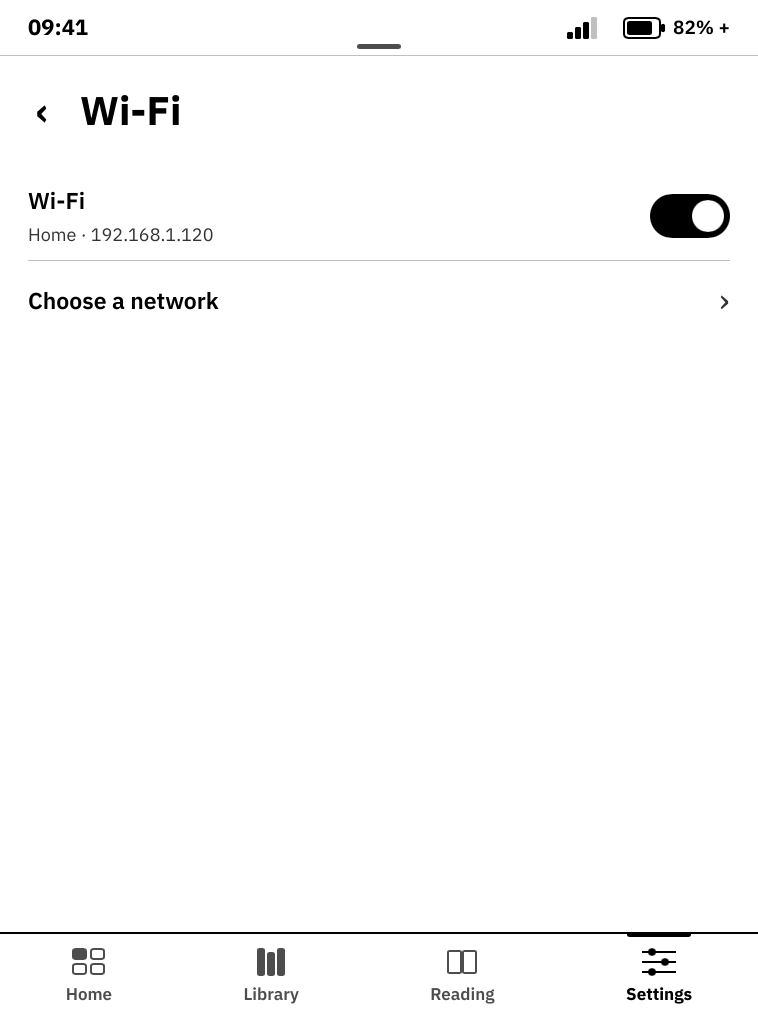 09:41
82% +
Wi-Fi
Wi-Fi
Home · 192.168.1.120
Choose a network
Home
Library
Reading
Settings